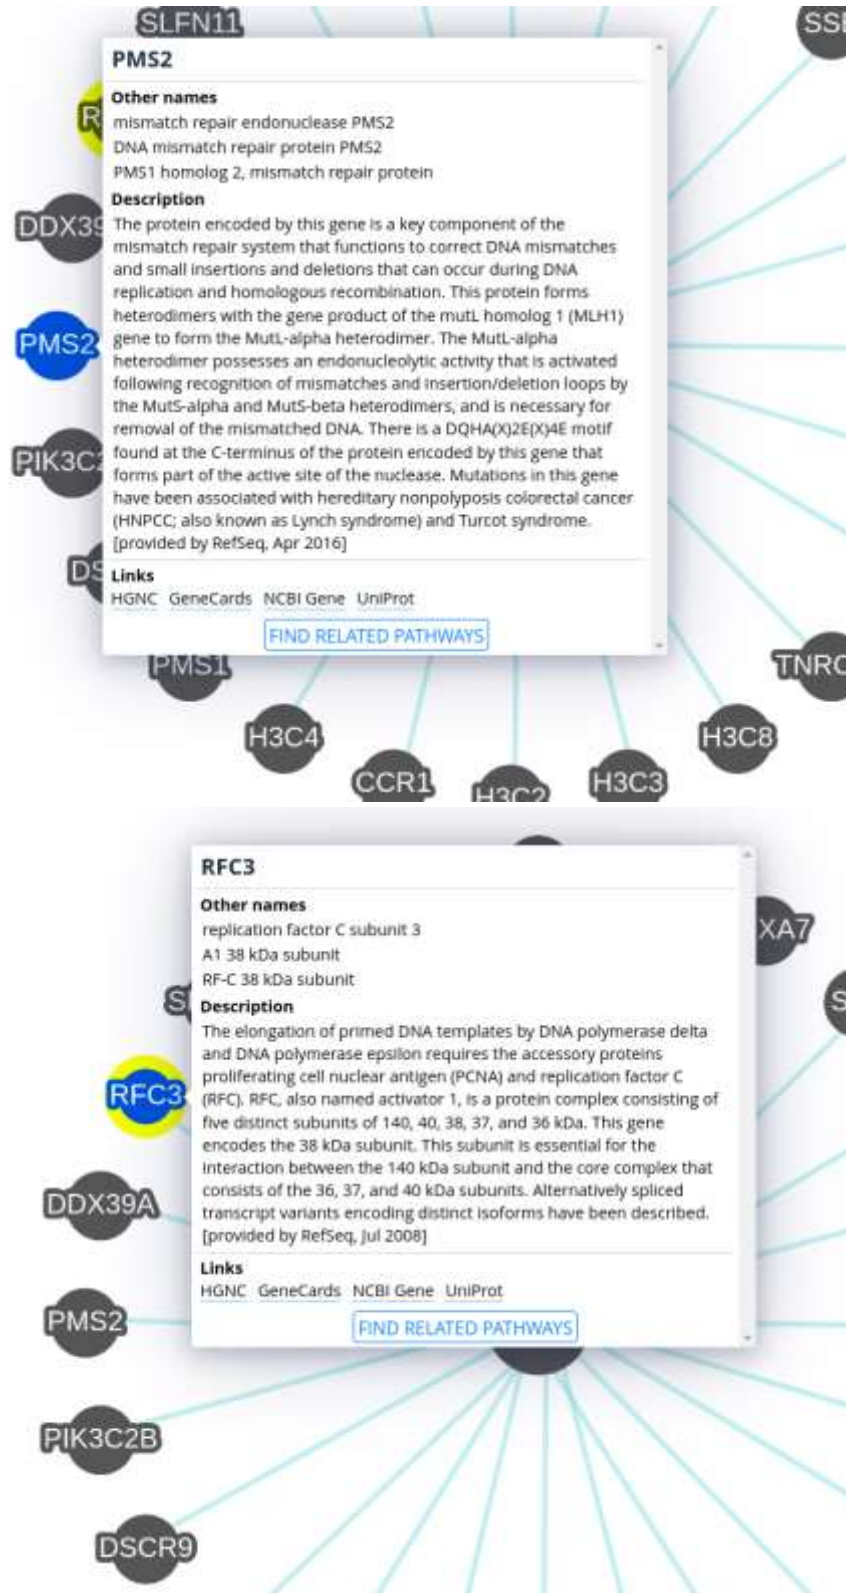 SLFN11
PMS2
Other names
mismatch repair endonuclease PMS2
DNA mismatch repair protein PMS2
PMS1 homolog 2, mismatch repair protein
Description
The protein encoded by this gene is a key component of the
mismatch repair system that functions to correct DNA mismatches
and small insertions and deletions that can occur during DNA
replication and homologous recombination. This protein forms
heterodimers with the gene product of the mutL homolog 1 (MLH1)
gene to form the MutL-alpha heterodimer. The MutL-alpha
heterodimer possesses an endonucleolytic activity that is activated
following recognition of mismatches and insertion/deletion loops by
the MutS-alpha and MutS-beta heterodimers, and is necessary for
removal of the mismatched DNA. There is a DQHA(X)2E(X)4E motif
found at the C-terminus of the protein encoded by this gene that
forms part of the active site of the nuclease. Mutations in this gene
have been associated with hereditary nonpolyposis colorectal cancer
(HNPCC; also known as Lynch syndrome) and Turcot syndrome.
[provided by RefSeq, Apr 2016]
Links
HGNC GeneCards NCBI Gene UniProt
FIND RELATED PATHWAYS
R
DDX39
PMS2
PIK3C2
DS
PMS1
H3C4
CCR1
H3C2
H3C3
H3C8
TNRC
SS
RFC3
Other names
replication factor C subunit 3
A1 38 kDa subunit
RF-C 38 kDa subunit
Description
The elongation of primed DNA templates by DNA polymerase delta
and DNA polymerase epsilon requires the accessory proteins
proliferating cell nuclear antigen (PCNA) and replication factor C
(RFC). RFC, also named activator 1, is a protein complex consisting of
five distinct subunits of 140, 40, 38, 37, and 36 kDa. This gene
encodes the 38 kDa subunit. This subunit is essential for the
interaction between the 140 kDa subunit and the core complex that
consists of the 36, 37, and 40 kDa subunits. Alternatively spliced
transcript variants encoding distinct isoforms have been described.
[provided by RefSeq, Jul 2008]
Links
HGNC GeneCards NCBI Gene UniProt
FIND RELATED PATHWAYS
XA7
S
S
RFC3
DDX39A
PMS2
PIK3C2B
DSCR9